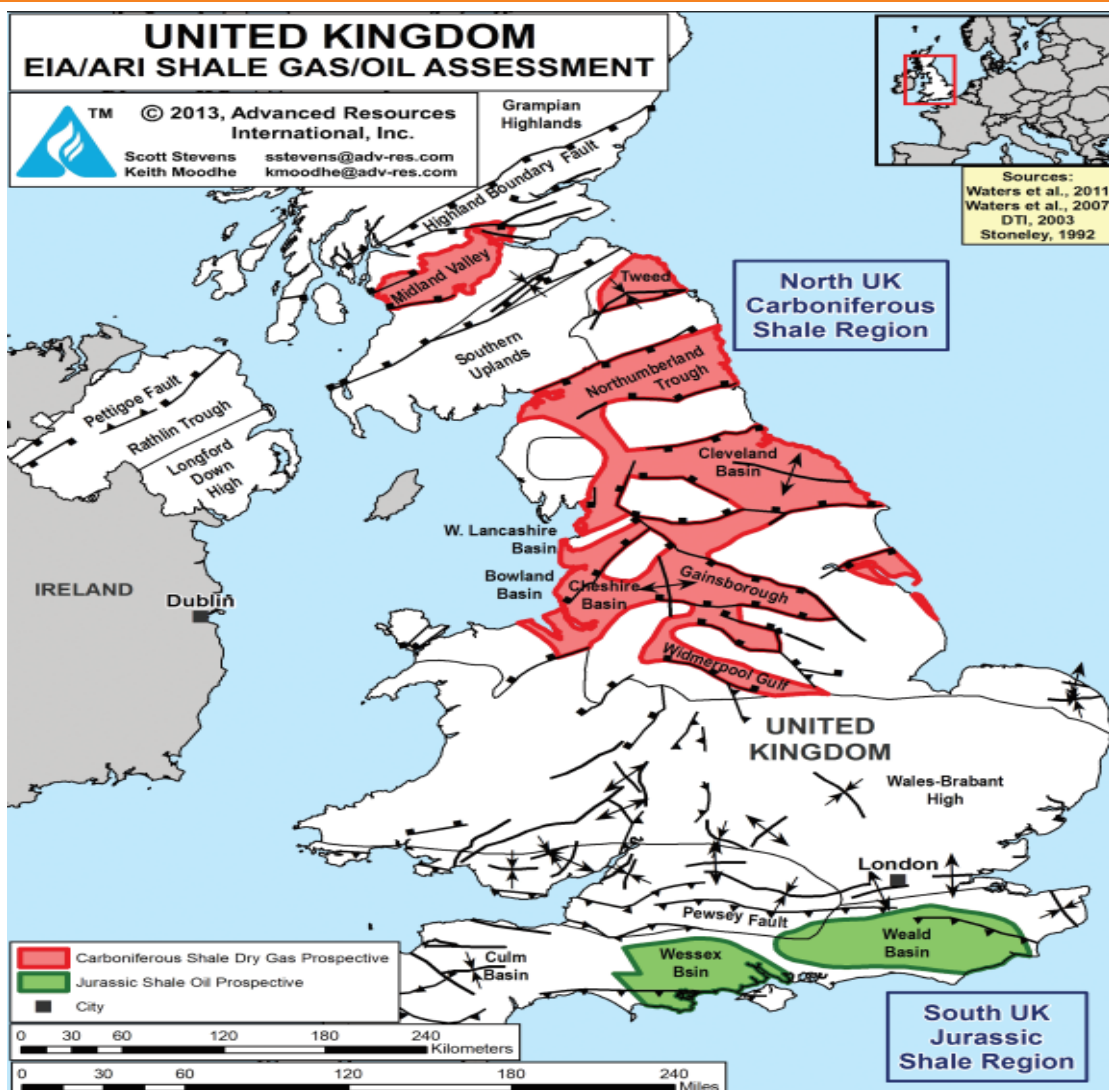 UNITED KINGDOM
EIA/ARI SHALE GAS/OIL ASSESSMENT
TM
© 2013, Advanced Resources
International, Inc.
Scott Stevens sstevens@adv-res.com
Keith Moodhe kmoodhe@adv-res.com
Sources:
Waters et al., 2011
Waters et al., 2007
DTI, 2003
Stoneley, 1992
Grampian
Highlands
Highland Boundary Fault
Midland Valley
Tweed
North UK
Carboniferous
Shale Region
Southern
Uplands
Northumberland
Trough
Pettigoe Fault
Rathlin Trough
Longford
Down
High
Cleveland
Basin
W. Lancashire
Basin
Bowland
Basin
Cheshire
Basin
Gainsborough
IRELAND
Dublin
Widmerpool Gulf
UNITED
KINGDOM
Wales-Brabant
High
London
Pewsey Fault
Weald
Basin
Wessex
Bsin
Culm
Basin
South UK
Jurassic
Shale Region
Carboniferous Shale Dry Gas Prospective
Jurassic Shale Oil Prospective
City
0 30 60 120 180 240
Kilometers
0 30 60 120 180 240
Miles